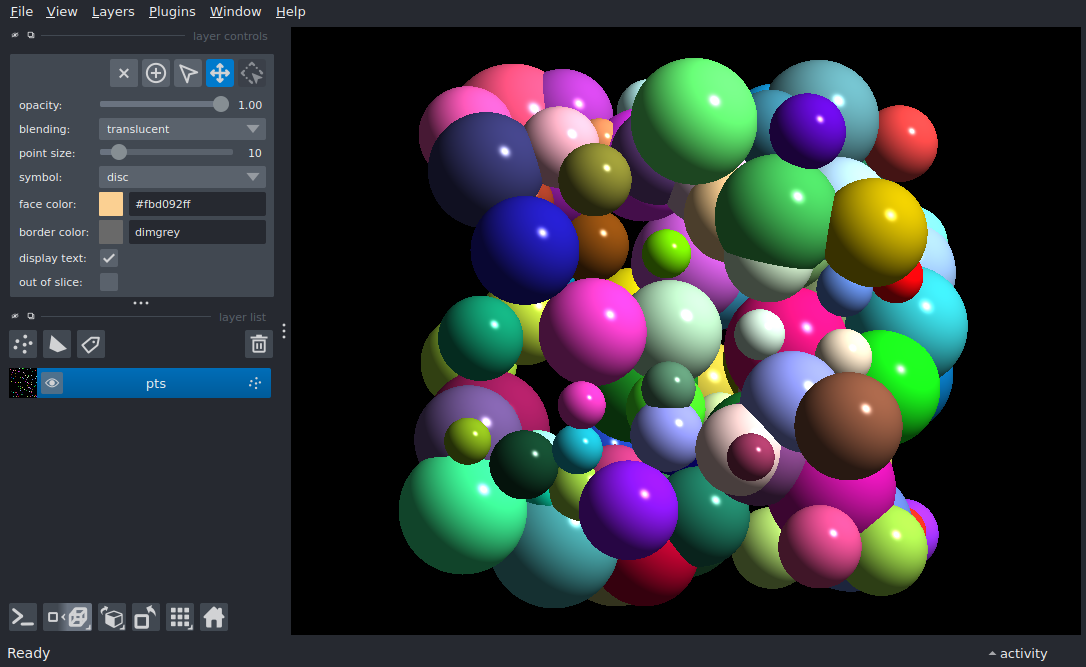 File View Layers Plugins Window Help
layer controls
opacity: 1.00
blending: translucent
point size: 10
symbol: disc
face color: #fbd092ff
border color: dimgrey
display text:
out of slice:
layer list
pts
Ready
activity